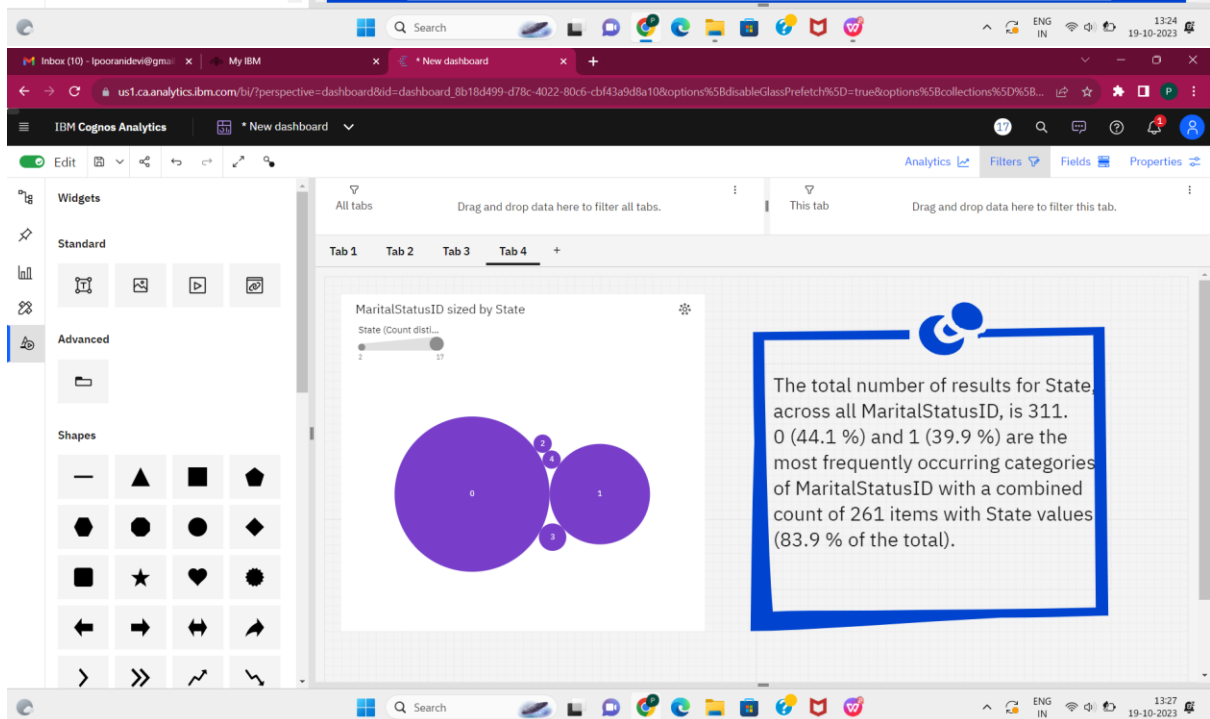 Search
ENG
IN
13:24
19-10-2023
Inbox (10) - lpooranidevi@gmai
My IBM
* New dashboard
us1.ca.analytics.ibm.com/bi/?perspective=dashboard&id=dashboard_8b18d499-d78c-4022-80c6-cbf43a9d8a10&options%5BdisableGlassPrefetch%5D=true&options%5Bcollections%5D%5B...
P
IBM Cognos Analytics
* New dashboard
17
1
Edit
Analytics
Filters
Fields
Properties
Widgets
All tabs
Drag and drop data here to filter all tabs.
This tab
Drag and drop data here to filter this tab.
Standard
Tab 1
Tab 2
Tab 3
Tab 4
+
Advanced
Shapes
MaritalStatusID sized by State
State (Count disti...
2
17
0
1
2
4
3
The total number of results for State,
across all MaritalStatusID, is 311.
0 (44.1 %) and 1 (39.9 %) are the
most frequently occurring categories
of MaritalStatusID with a combined
count of 261 items with State values
(83.9 % of the total).
Search
ENG
IN
13:27
19-10-2023